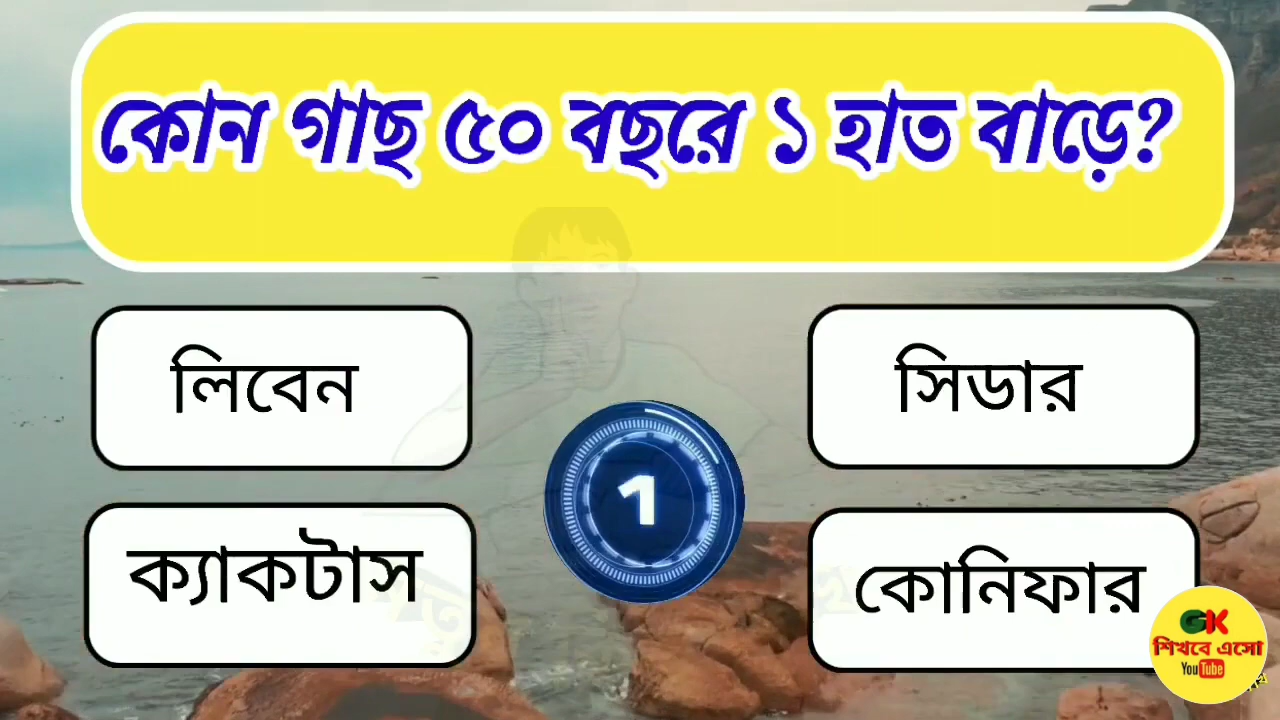 কোন গাছ ৫০ বছরে ১ হাত বাড়ে?
লিবেন
সিডার
1
ক্যাকটাস
কোনিফার
GK
শিখবে এসো
YouTube